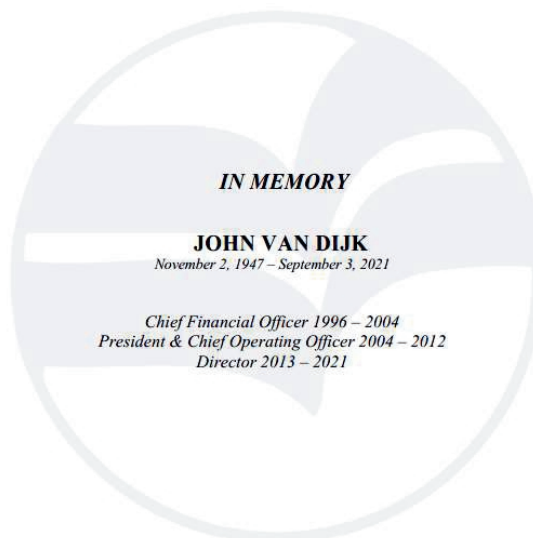 IN MEMORY
JOHN VAN DIJK
November 2, 1947 – September 3, 2021
Chief Financial Officer 1996 – 2004
President & Chief Operating Officer 2004 – 2012
Director 2013 – 2021